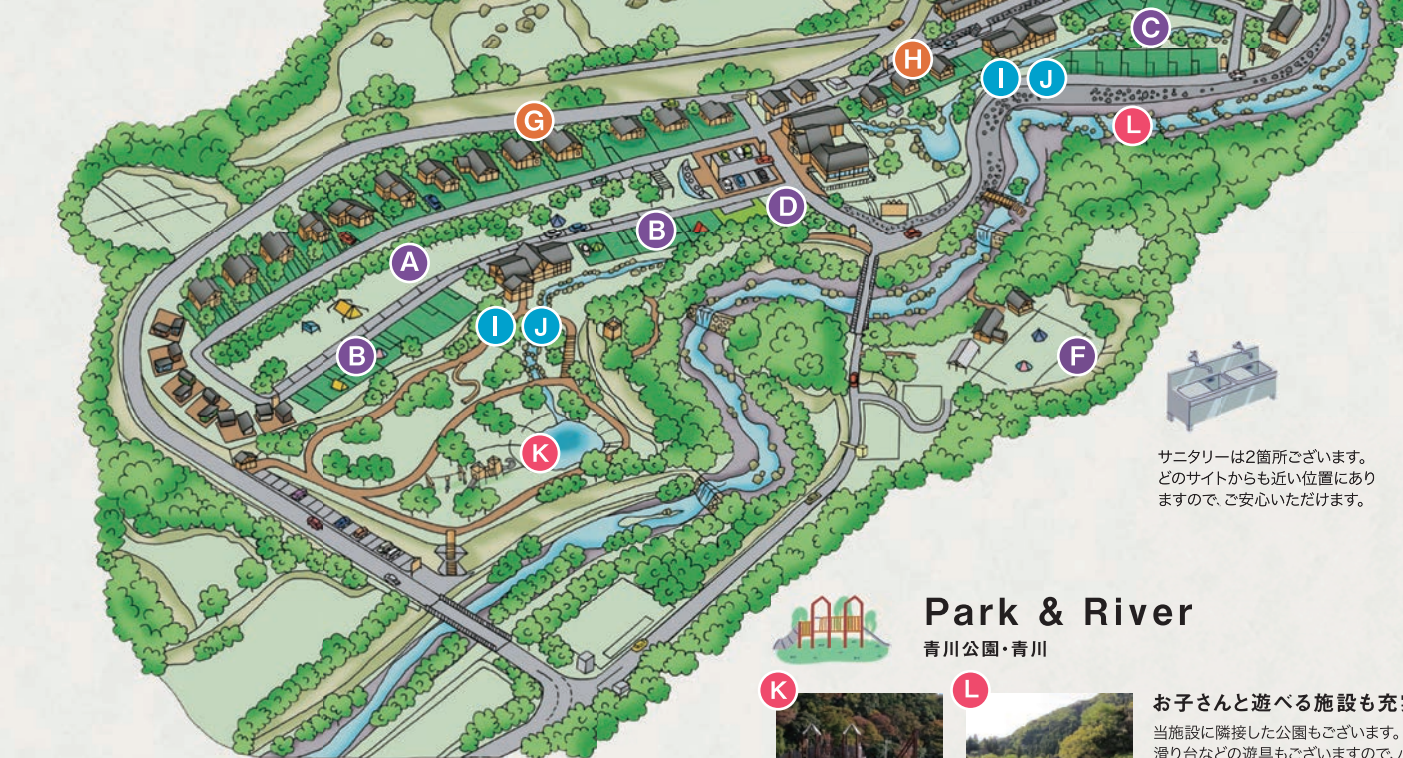 C
H
I
J
L
G
D
B
A
I
J
B
F
K
サニタリーは2箇所ございます。
どのサイトからも近い位置にあり
ますので、ご安心いただけます。
Park & River
青川公園・青川
K
L
お子さんと遊べる施設も充実
当施設に隣接した公園もございます。
滑り台などの遊具もございますので、